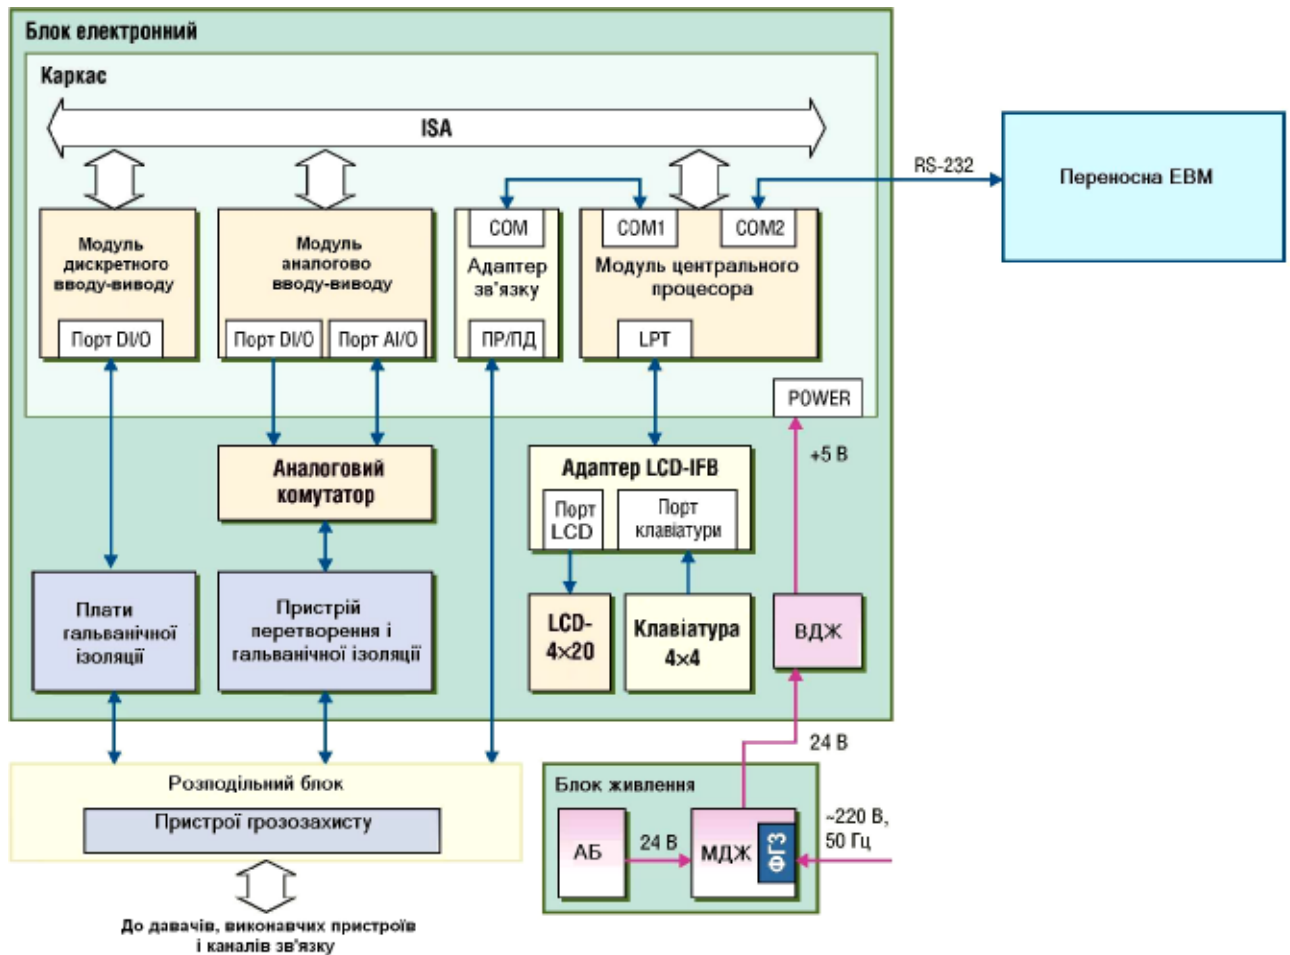 Блок електронний
Каркас
ISA
RS-232
Переносна ЕВМ
Модуль
дискретного
вводу-виводу
Порт DI/O
Модуль
аналогово
вводу-виводу
Порт DI/O
Порт AI/O
COM
Адаптер
зв'язку
ПР/ПД
COM1
COM2
Модуль центрального
процесора
LPT
POWER
+5 В
Аналоговий
комутатор
Адаптер LCD-IFB
Порт
LCD
Порт
клавіатури
Плати
гальванічної
ізоляції
Пристрій
перетворення і
гальванічної ізоляції
LCD-
4×20
Клавіатура
4×4
ВДЖ
24 В
Розподільний блок
Пристрої грозозахисту
Блок живлення
АБ
24 В
МДЖ
ФГЗ
~220 В,
50 Гц
До давачів, виконавчих пристроїв
і каналів зв'язку